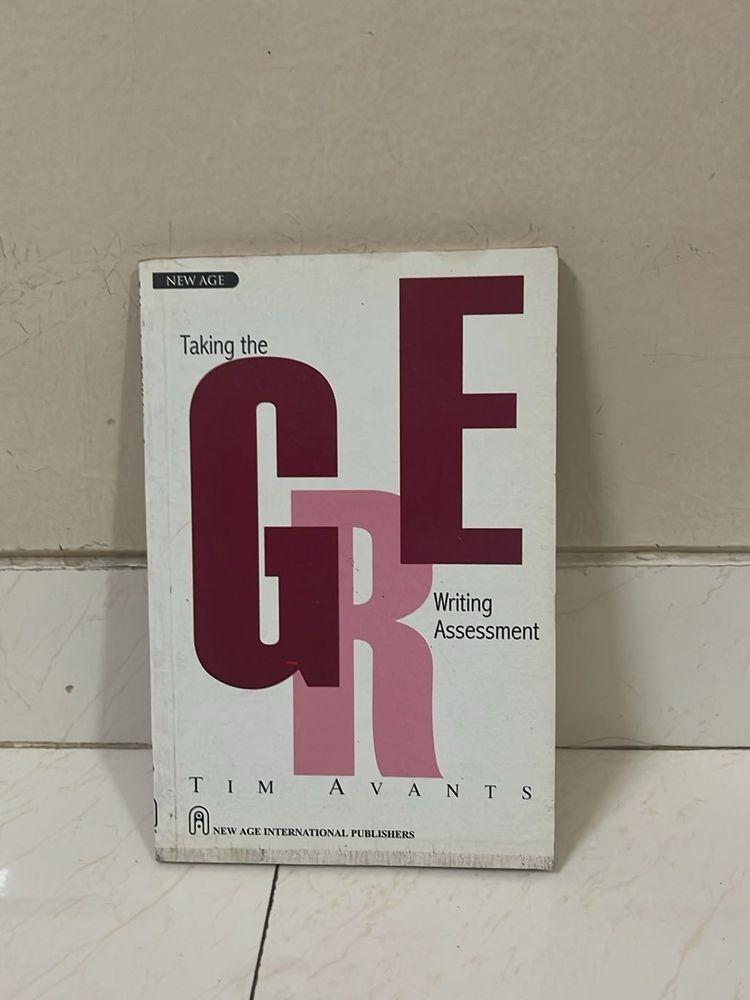 NEW AGE
Taking the
GRE
Writing
Assessment
TIM AVANTS
NEW AGE INTERNATIONAL PUBLISHERS